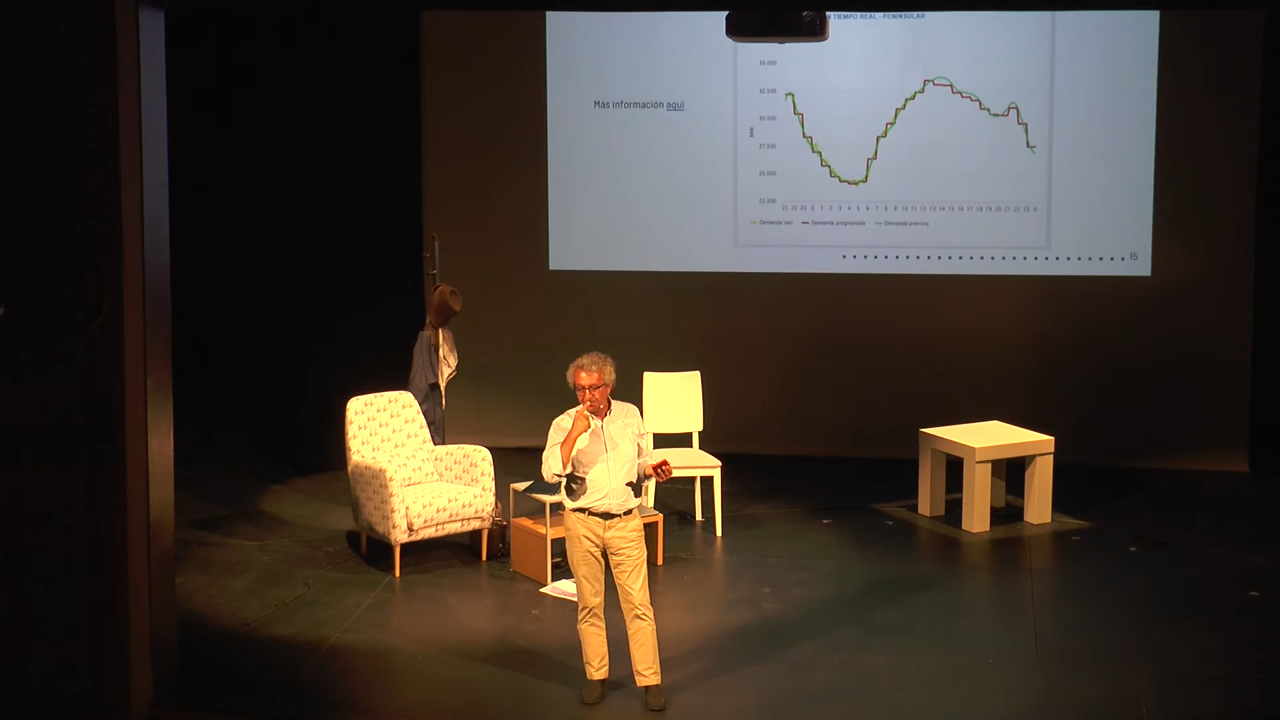 N TIEMPO REAL - PENINSULAR
Más información aquí
35.000
32.500
30.000
MW
27.500
25.000
22.500
21 22 23 0 1 2 3 4 5 6 7 8 9 10 11 12 13 14 15 16 17 18 19 20 21 22 23 0
Demanda real Demanda programada Demanda prevista
15